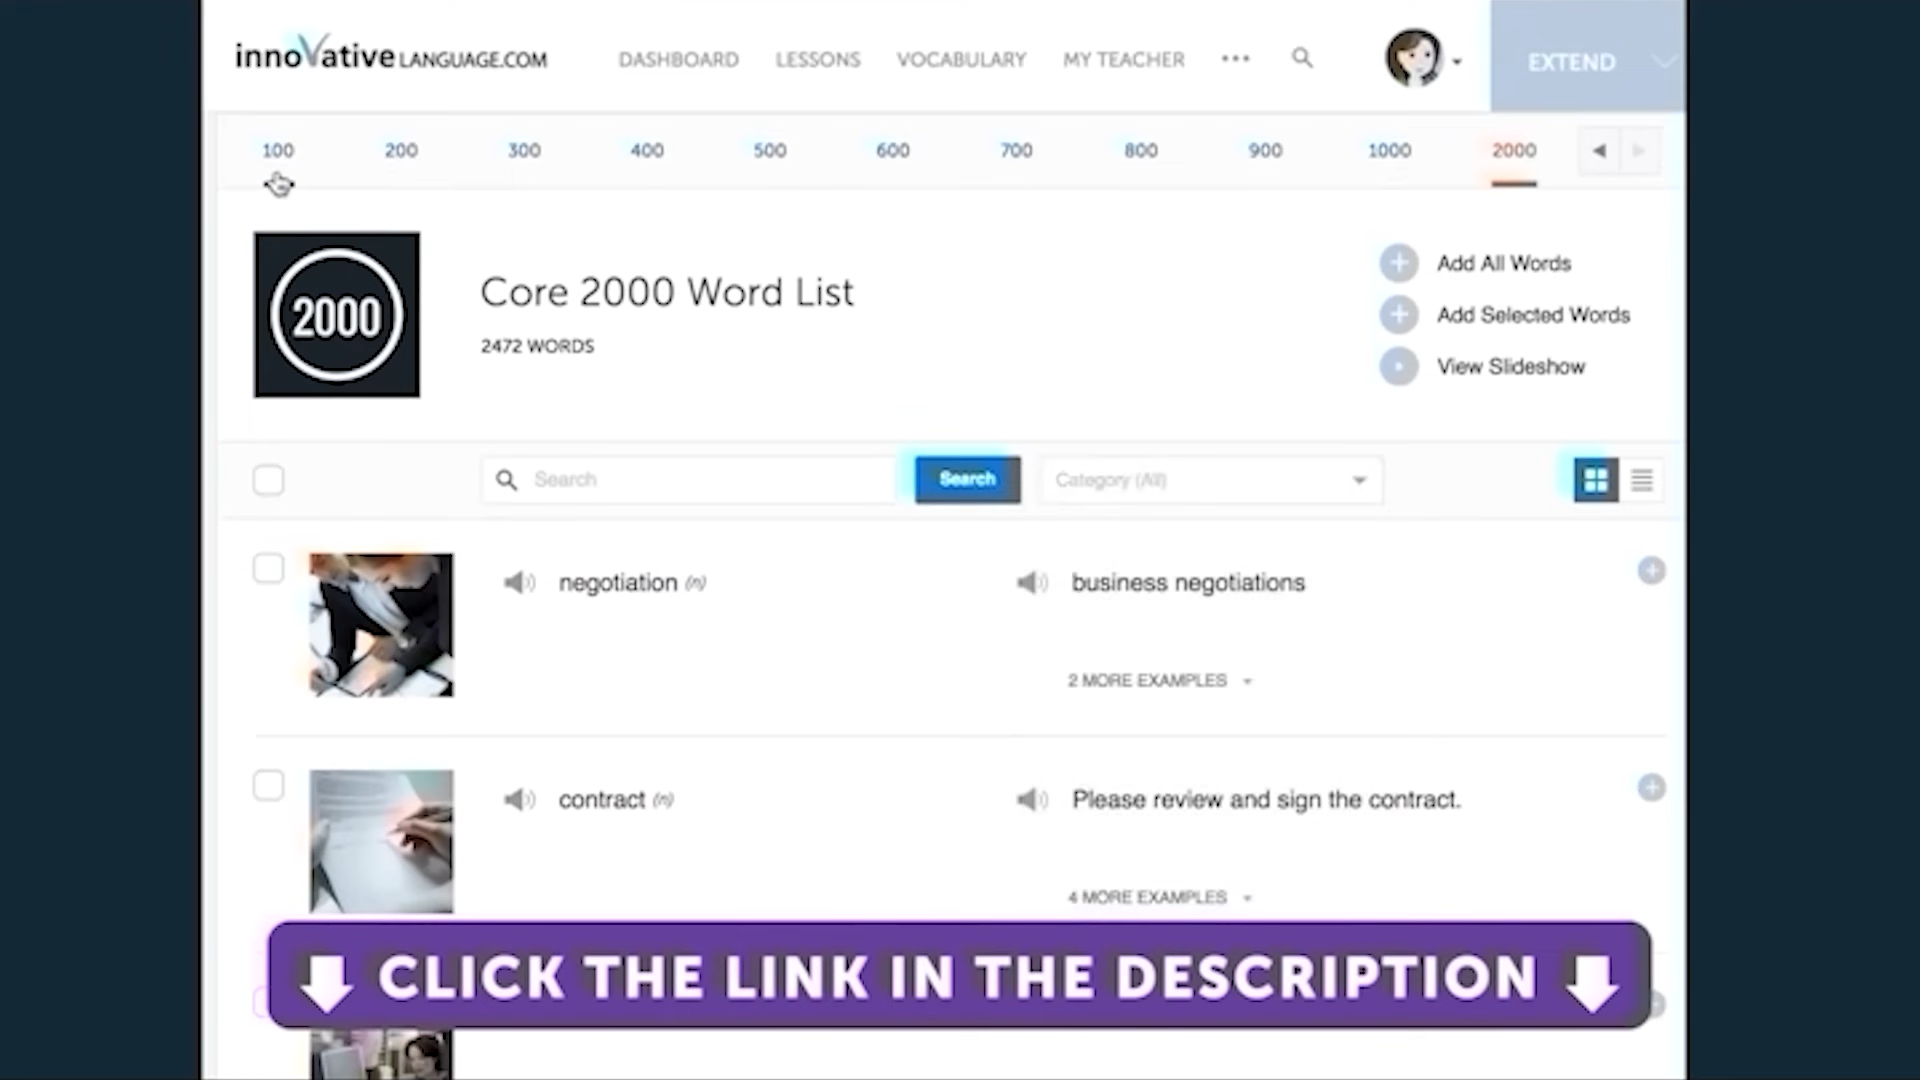 innoVative LANGUAGE.COM DASHBOARD LESSONS VOCABULARY MY TEACHER ••• EXTEND
100 200 300 400 500 600 700 800 900 1000 2000
2000
Core 2000 Word List
2472 WORDS
Add All Words
Add Selected Words
View Slideshow
Search Search Category (All)
negotiation (n) business negotiations
2 MORE EXAMPLES
contract (n) Please review and sign the contract.
4 MORE EXAMPLES
CLICK THE LINK IN THE DESCRIPTION